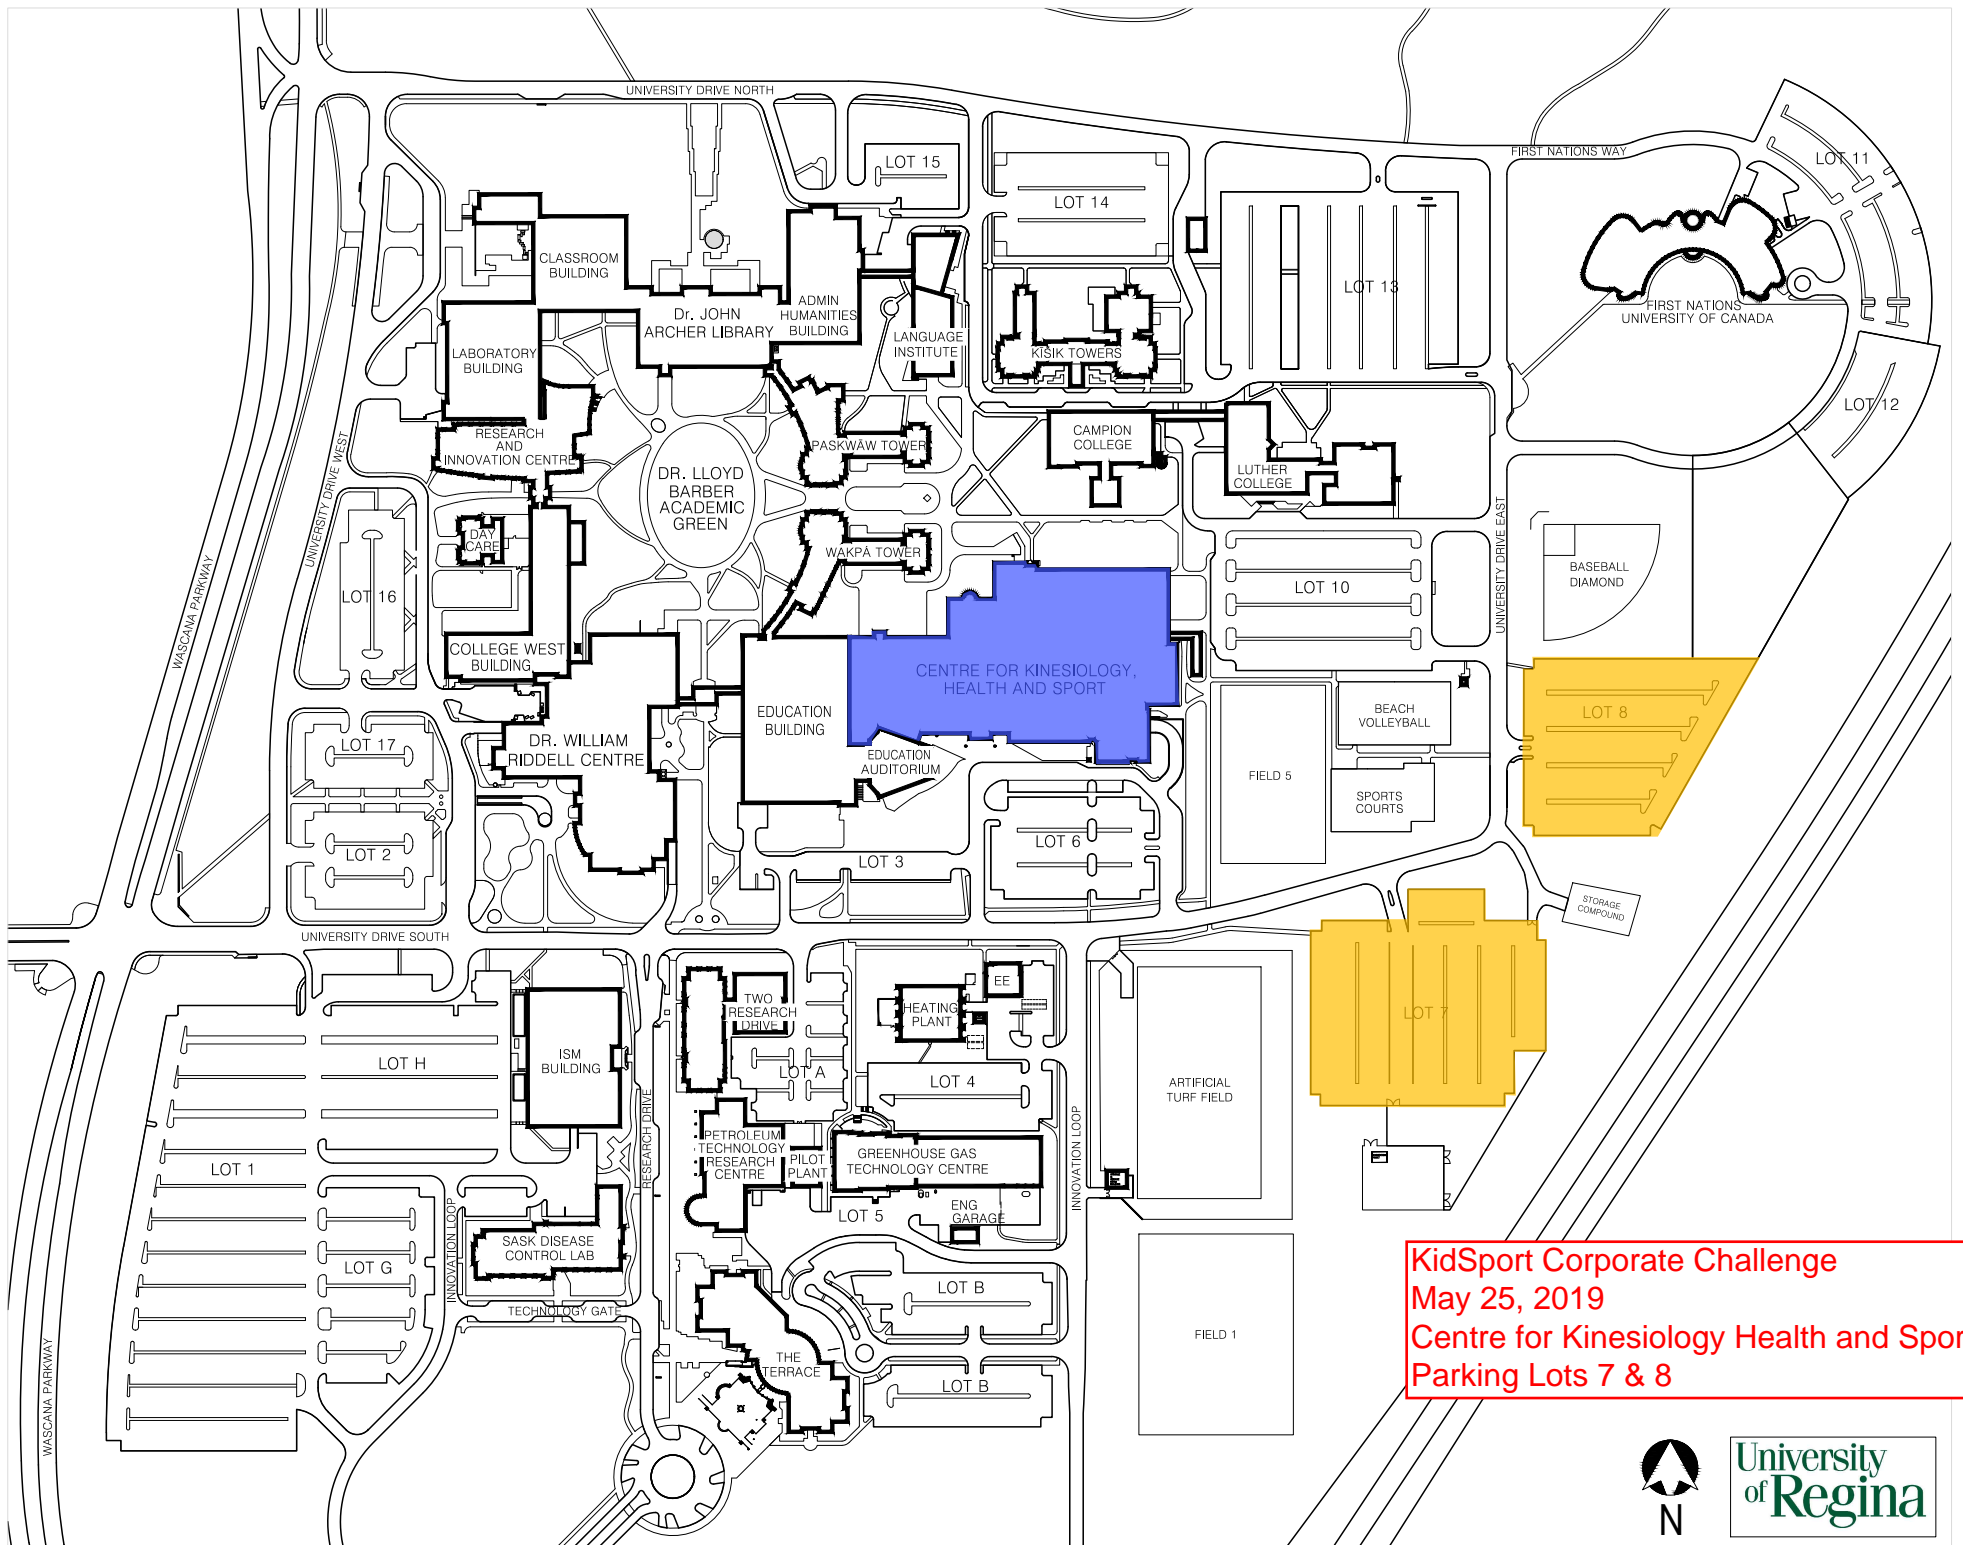 UNIVERSITY DRIVE NORTH
FIRST NATIONS WAY
LOT 11
LOT 15
LOT 14
CLASSROOM
BUILDING
LOT 13
FIRST NATIONS
UNIVERSITY OF CANADA
ADMIN
HUMANITIES
BUILDING
Dr. JOHN
ARCHER LIBRARY
LANGUAGE
INSTITUTE
KĪSIK TOWERS
LABORATORY
BUILDING
LOT 12
RESEARCH
AND
INNOVATION CENTRE
PASKWĀW TOWER
CAMPION
COLLEGE
LUTHER
COLLEGE
DR. LLOYD
BARBER
ACADEMIC
GREEN
UNIVERSITY DRIVE WEST
UNIVERSITY DRIVE EAST
DAY
CARE
WAKPĀ TOWER
BASEBALL
DIAMOND
LOT 10
LOT 16
WASCANA PARKWAY
COLLEGE WEST
BUILDING
CENTRE FOR KINESIOLOGY,
HEALTH AND SPORT
EDUCATION
BUILDING
BEACH
VOLLEYBALL
LOT 8
LOT 17
DR. WILLIAM
RIDDELL CENTRE
EDUCATION
AUDITORIUM
FIELD 5
SPORTS
COURTS
LOT 2
LOT 3
LOT 6
STORAGE
COMPOUND
UNIVERSITY DRIVE SOUTH
TWO
RESEARCH
DRIVE
EE
HEATING
PLANT
LOT 7
LOT H
ISM
BUILDING
LOT A
LOT 4
ARTIFICIAL
TURF FIELD
RESEARCH DRIVE
INNOVATION LOOP
PETROLEUM
TECHNOLOGY
RESEARCH
CENTRE
PILOT
PLANT
GREENHOUSE GAS
TECHNOLOGY CENTRE
LOT 1
LOT 5
ENG
GARAGE
INNOVATION LOOP
SASK DISEASE
CONTROL LAB
LOT G
TECHNOLOGY GATE
LOT B
KidSport Corporate Challenge
May 25, 2019
Centre for Kinesiology Health and Spor
Parking Lots 7 & 8
FIELD 1
THE
TERRACE
LOT B
WASCANA PARKWAY
N
University
of Regina